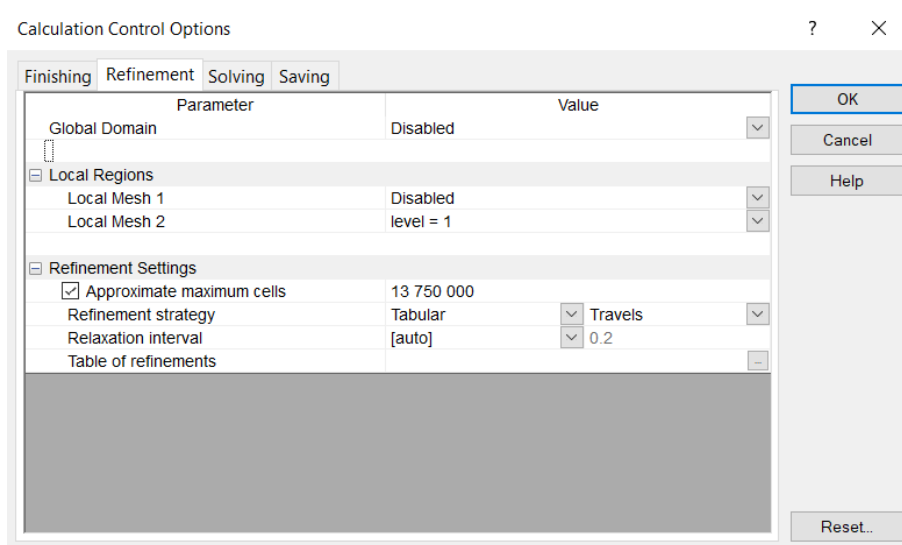 Calculation Control Options ?
Finishing Refinement Solving Saving
Parameter Value
OK
Global Domain Disabled
Cancel
Local Regions
Help
Local Mesh 1 Disabled
Local Mesh 2 level = 1
Refinement Settings
Approximate maximum cells 13 750 000
Refinement strategy Tabular Travels
Relaxation interval [auto] 0.2
Table of refinements ...
Reset...